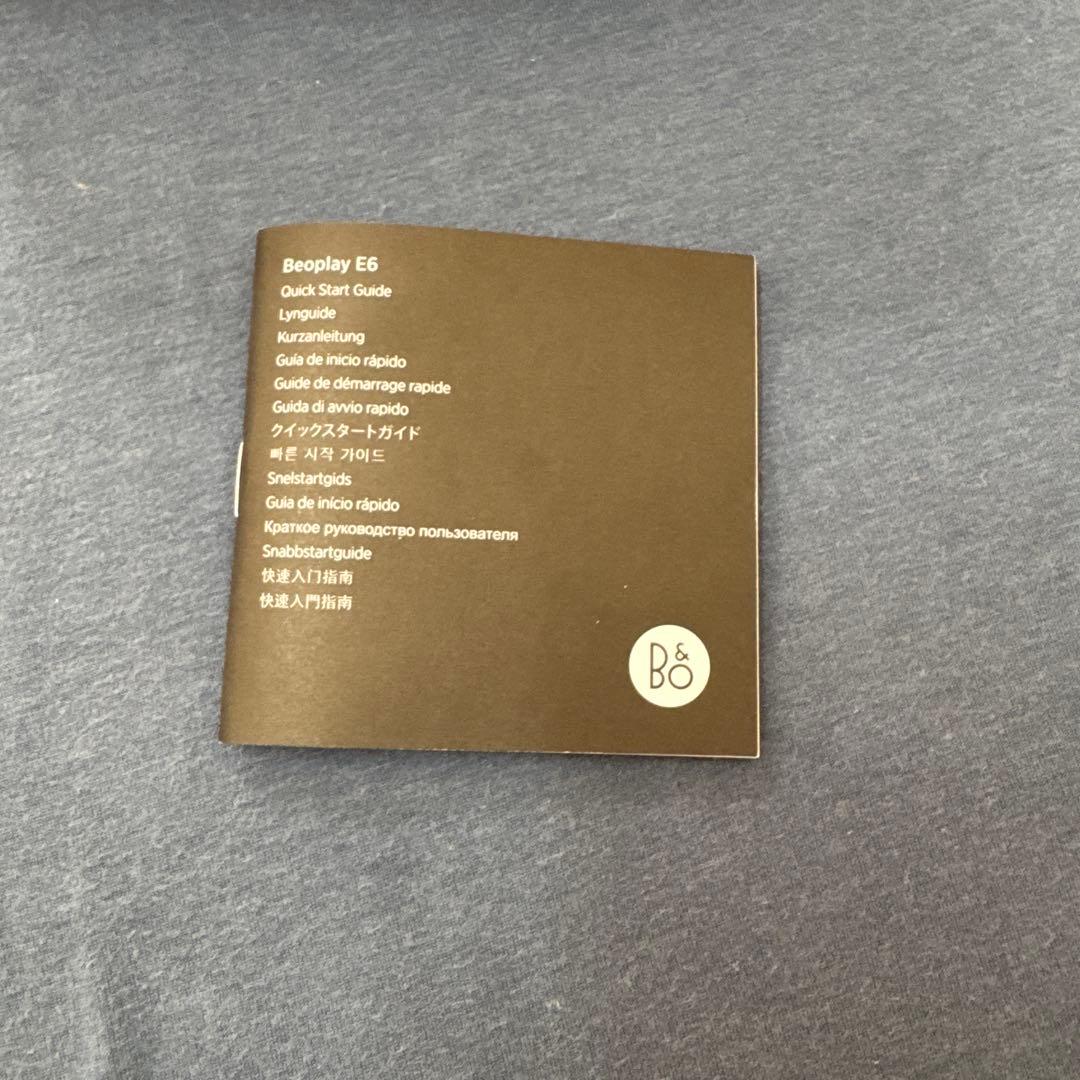 Beoplay E6
Quick Start Guide
Lynguide
Kurzanleitung
Guía de inicio rápido
Guide de démarrage rapide
Guida di avvio rapido
クイックスタートガイド
빠른 시작 가이드
Snelstartgids
Guia de início rápido
Краткое руководство пользователя
Snabbstartguide
快速入门指南
快速入門指南
B&O